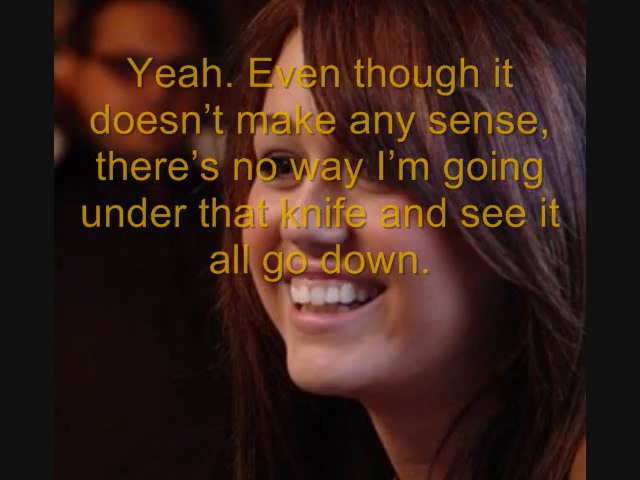 Yeah. Even though it
doesn’t make any sense,
there’s no way I’m going
under that knife and see it
all go down.